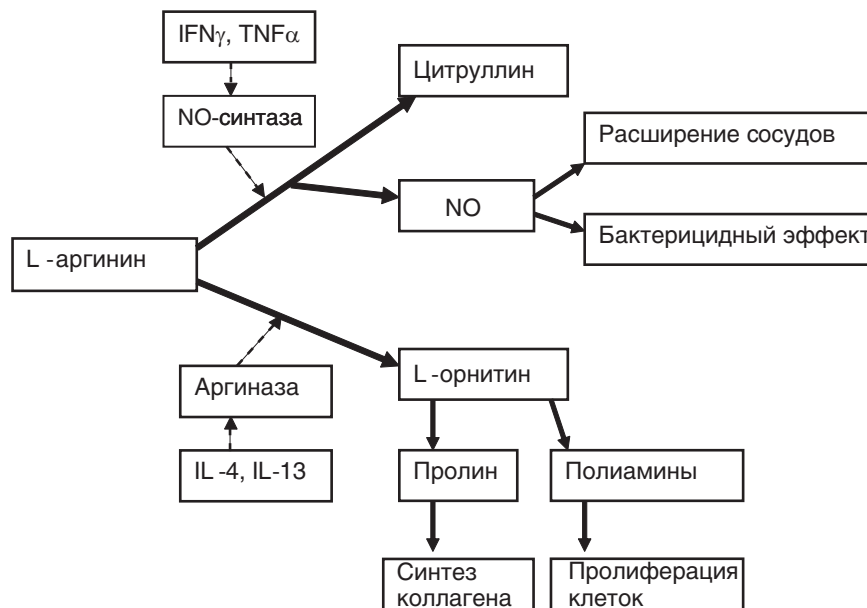 IFNγ, TNFα
NO-синтаза
Цитруллин
Расширение сосудов
NO
Бактерицидный эффект
L -аргинин
Аргиназа
L -орнитин
IL -4, IL-13
Пролин
Полиамины
Синтез
коллагена
Пролиферация
клеток